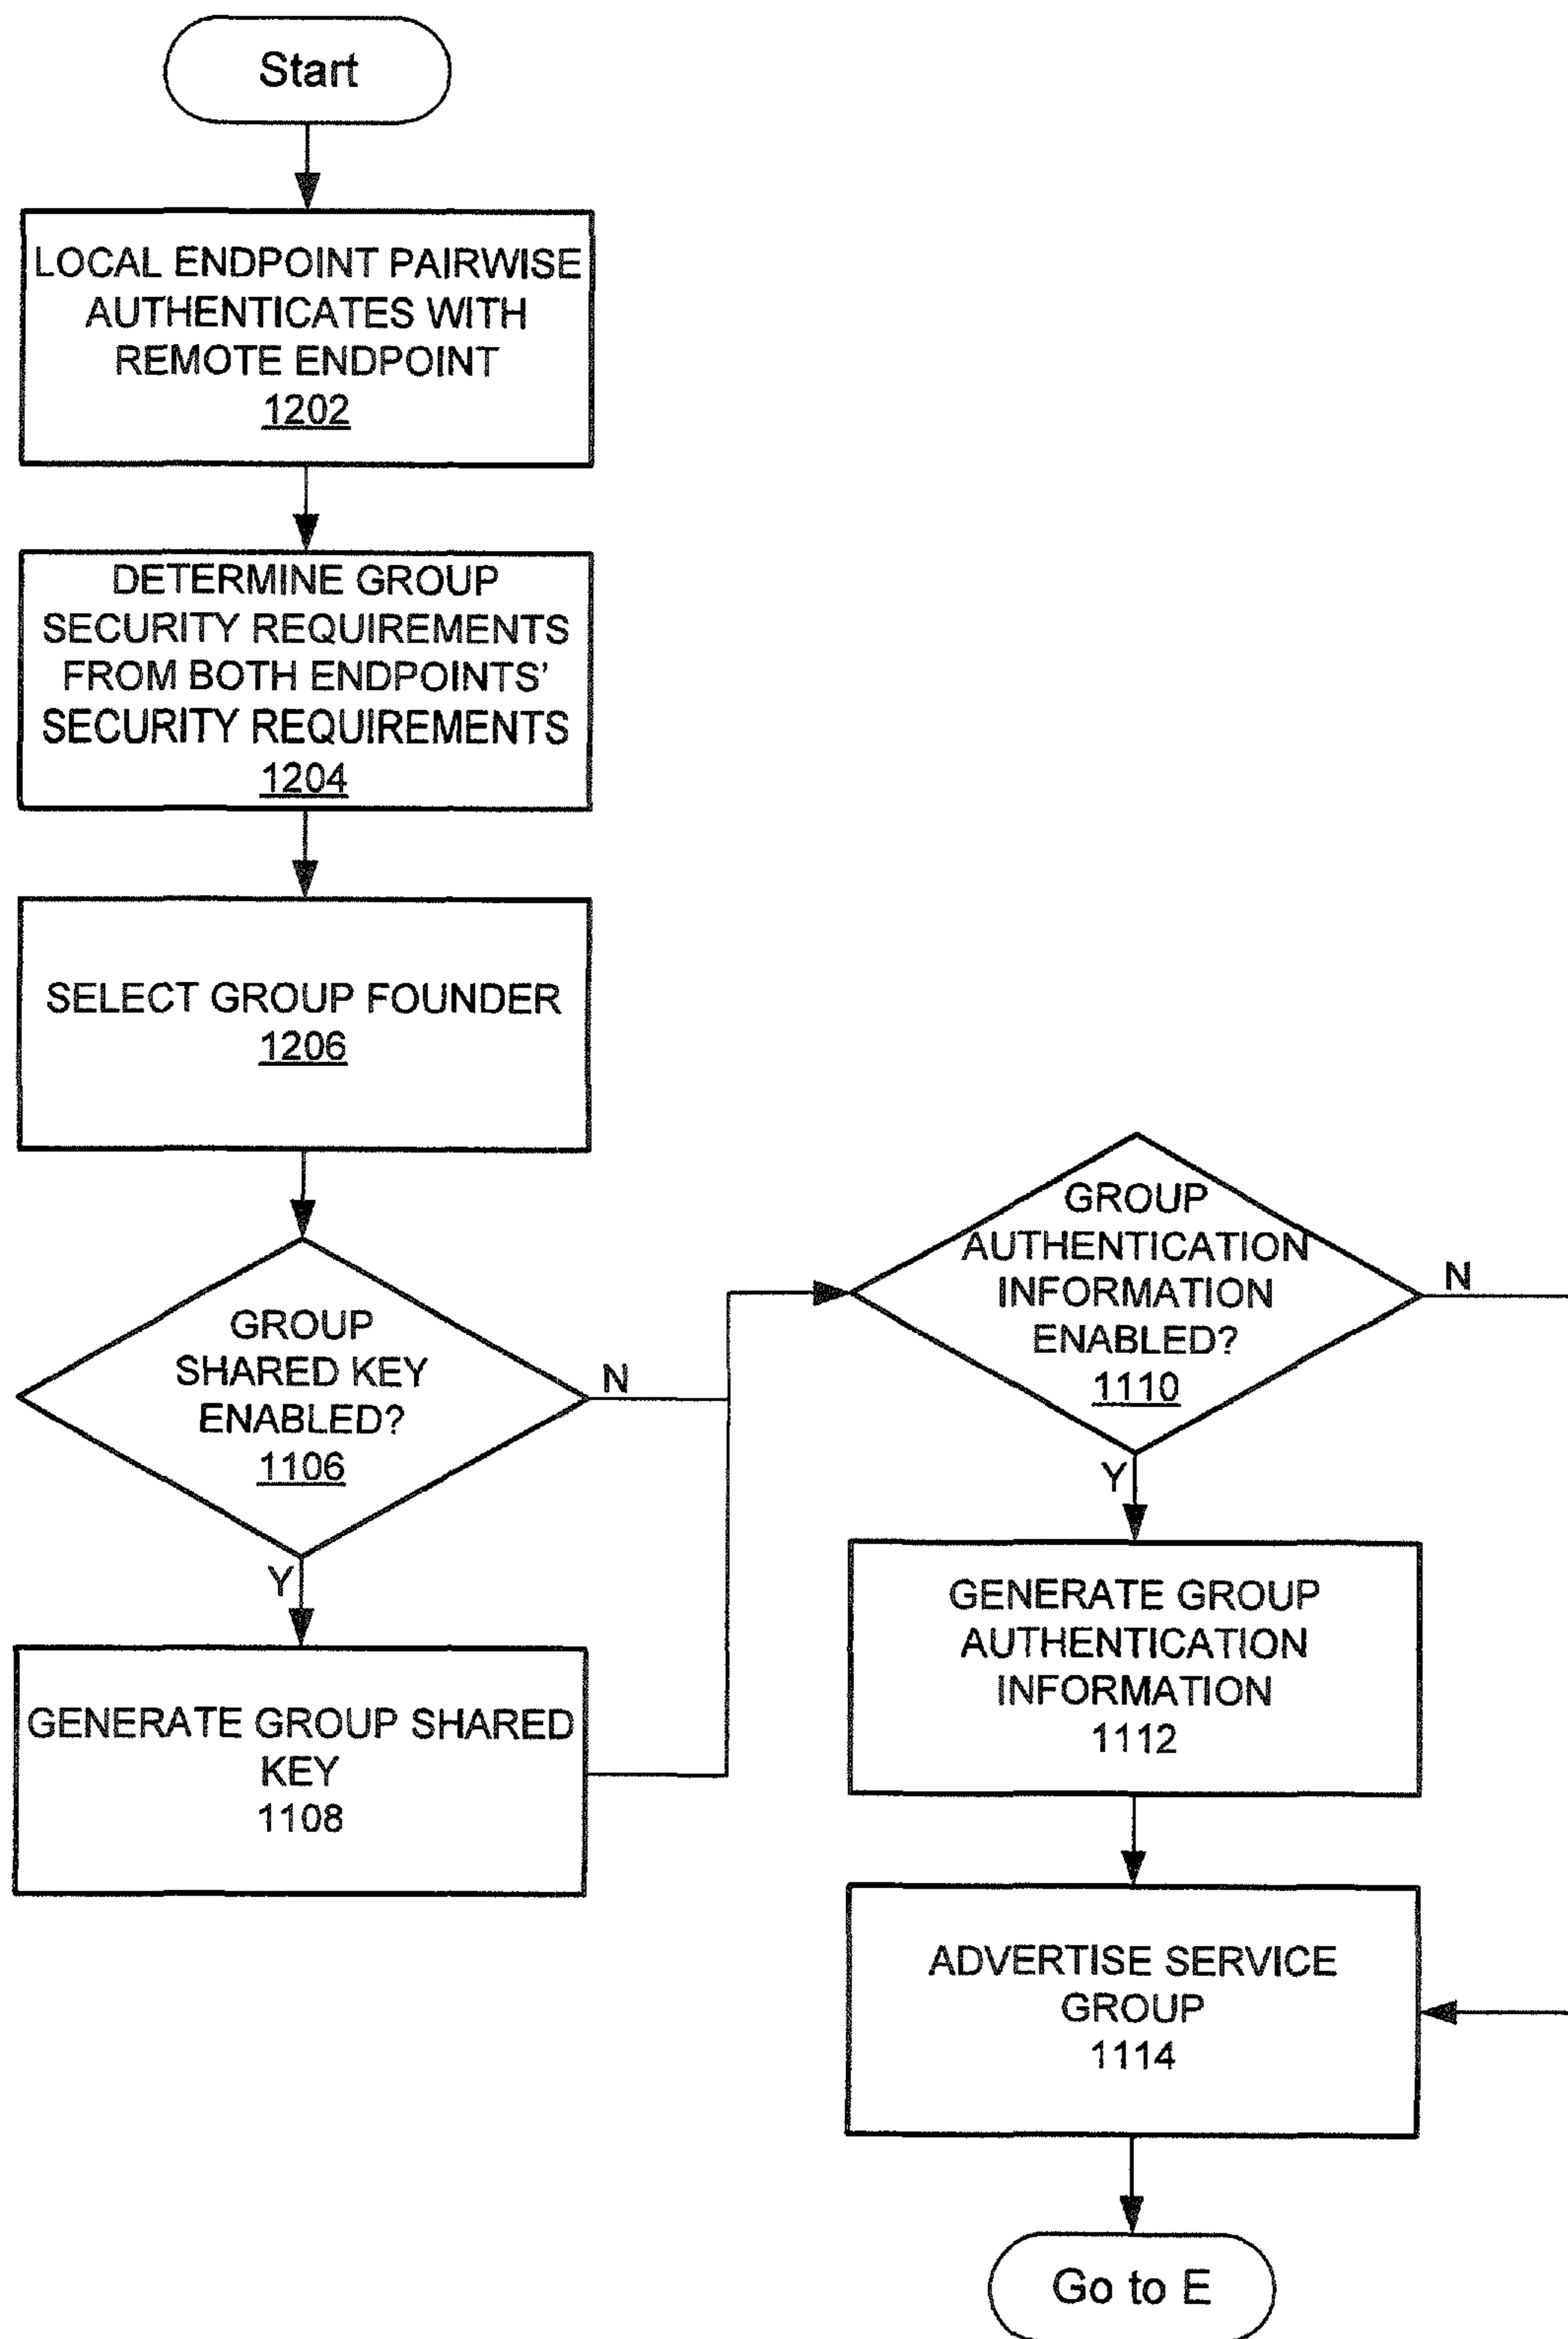 Start
LOCAL ENDPOINT PAIRWISE
AUTHENTICATES WITH
REMOTE ENDPOINT
1202
DETERMINE GROUP
SECURITY REQUIREMENTS
FROM BOTH ENDPOINTS'
SECURITY REQUIREMENTS
1204
SELECT GROUP FOUNDER
1206
GROUP
SHARED KEY
ENABLED?
1106
N
Y
GENERATE GROUP SHARED
KEY
1108
GROUP
AUTHENTICATION
INFORMATION
ENABLED?
1110
N
Y
GENERATE GROUP
AUTHENTICATION
INFORMATION
1112
ADVERTISE SERVICE
GROUP
1114
Go to E